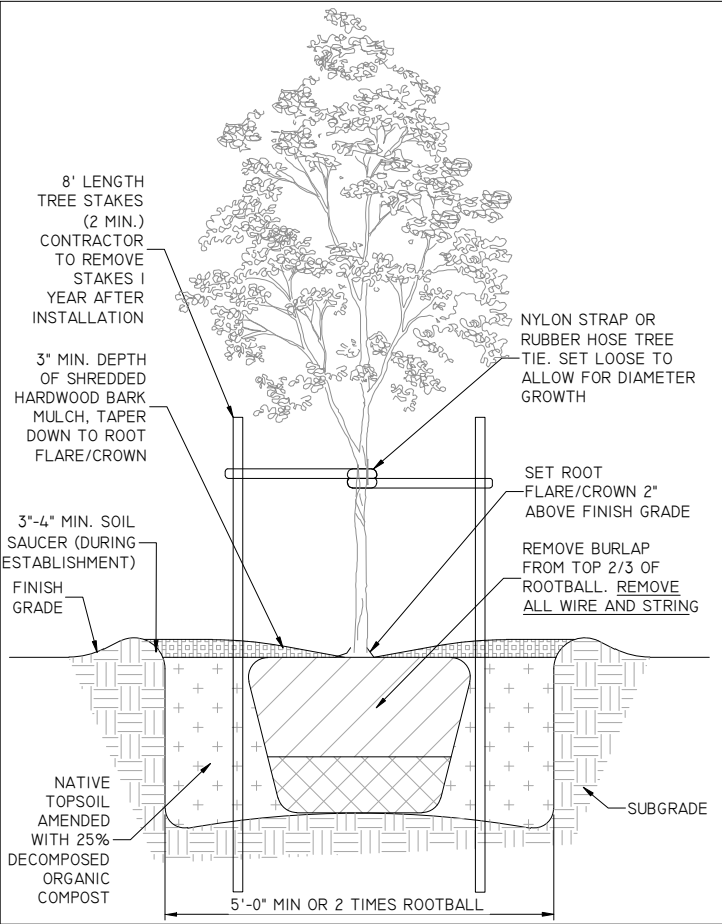 8' LENGTH
TREE STAKES
(2 MIN.)
CONTRACTOR
TO REMOVE
STAKES 1
YEAR AFTER
INSTALLATION
3" MIN. DEPTH
OF SHREDDED
HARDWOOD BARK
MULCH, TAPER
DOWN TO ROOT
FLARE/CROWN
3"-4" MIN. SOIL
SAUCER (DURING
ESTABLISHMENT)
FINISH
GRADE
NATIVE
TOPSOIL
AMENDED
WITH 25%
DECOMPOSED
ORGANIC
COMPOST
NYLON STRAP OR
RUBBER HOSE TREE
TIE. SET LOOSE TO
ALLOW FOR DIAMETER
GROWTH
SET ROOT
FLARE/CROWN 2"
ABOVE FINISH GRADE
REMOVE BURLAP
FROM TOP 2/3 OF
ROOTBALL. REMOVE
ALL WIRE AND STRING
SUBGRADE
5'-0" MIN OR 2 TIMES ROOTBALL